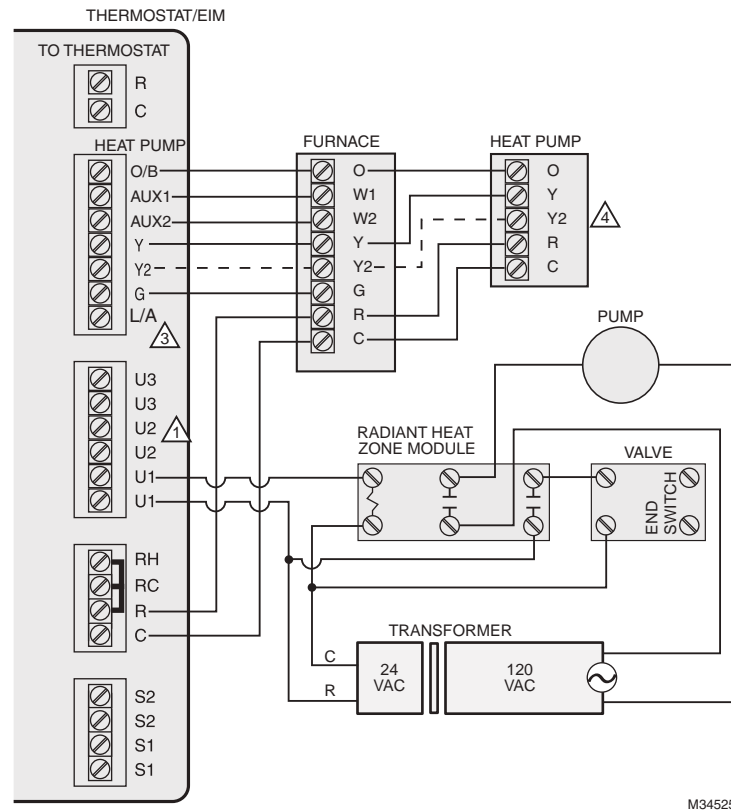 THERMOSTAT/EIM
TO THERMOSTAT
R
C
HEAT PUMP
O/B
AUX1
AUX2
Y
Y2
G
L/A
3
FURNACE
O
W1
W2
Y
Y2
G
R
C
HEAT PUMP
O
Y
Y2
R
C
4
PUMP
U3
U3
U2
U2
U1
U1
1
RADIANT HEAT
ZONE MODULE
VALVE
END
SWITCH
RH
RC
R
C
TRANSFORMER
C
R
24
VAC
120
VAC
S2
S2
S1
S1